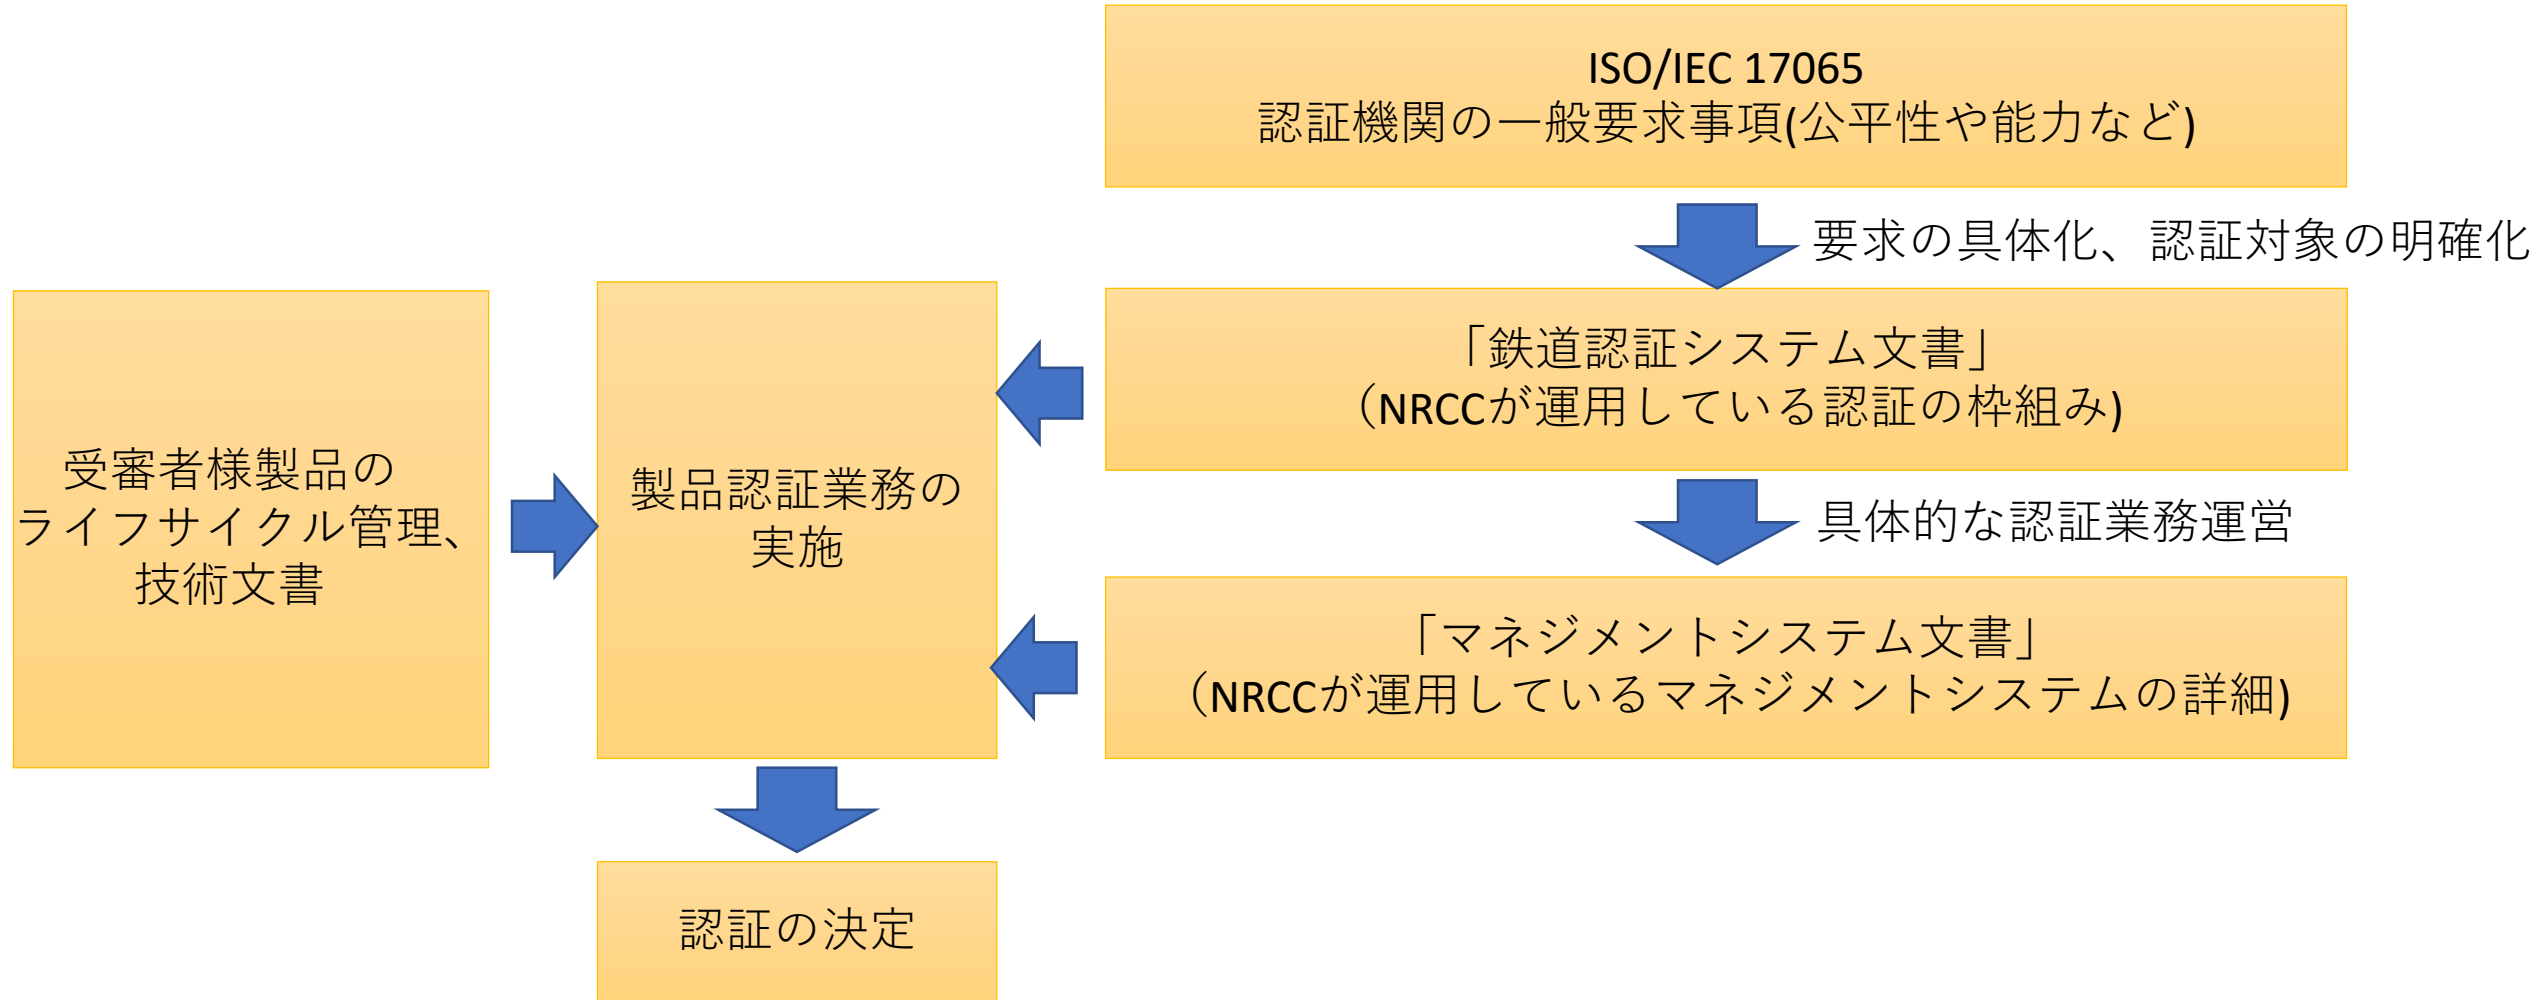 ISO/IEC 17065
認証機関の一般要求事項(公平性や能力など)
要求の具体化、認証対象の明確化
「鉄道認証システム文書」
（NRCCが運用している認証の枠組み)
具体的な認証業務運営
「マネジメントシステム文書」
（NRCCが運用しているマネジメントシステムの詳細)
受審者様製品の
ライフサイクル管理、
技術文書
製品認証業務の
実施
認証の決定